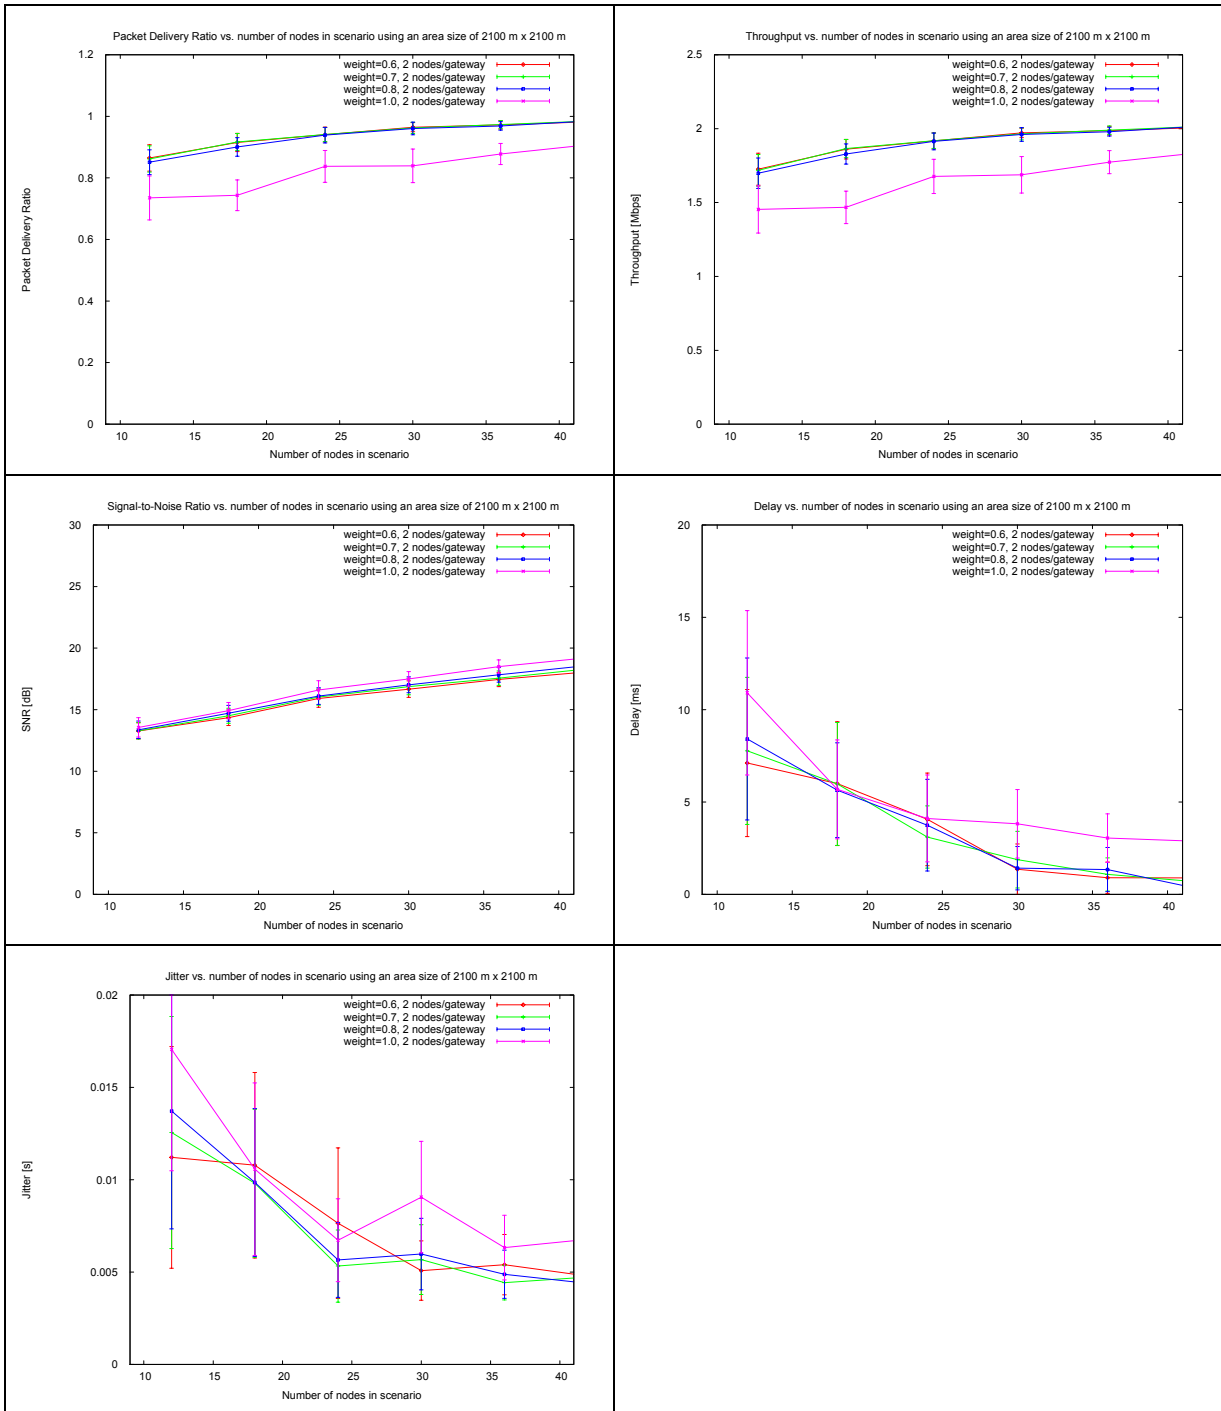 Packet Delivery Ratio vs. number of nodes in scenario using an area size of 2100 m x 2100 m
1.2
1
0.8
0.6
0.4
0.2
0
Packet Delivery Ratio
weight=0.6, 2 nodes/gateway
weight=0.7, 2 nodes/gateway
weight=0.8, 2 nodes/gateway
weight=1.0, 2 nodes/gateway
10 15 20 25 30 35 40
Number of nodes in scenario
Throughput vs. number of nodes in scenario using an area size of 2100 m x 2100 m
2.5
2
1.5
1
0.5
0
Throughput [Mbps]
weight=0.6, 2 nodes/gateway
weight=0.7, 2 nodes/gateway
weight=0.8, 2 nodes/gateway
weight=1.0, 2 nodes/gateway
10 15 20 25 30 35 40
Number of nodes in scenario
Signal-to-Noise Ratio vs. number of nodes in scenario using an area size of 2100 m x 2100 m
30
25
20
15
10
5
0
SNR [dB]
weight=0.6, 2 nodes/gateway
weight=0.7, 2 nodes/gateway
weight=0.8, 2 nodes/gateway
weight=1.0, 2 nodes/gateway
10 15 20 25 30 35 40
Number of nodes in scenario
Delay vs. number of nodes in scenario using an area size of 2100 m x 2100 m
20
15
10
5
0
Delay [ms]
weight=0.6, 2 nodes/gateway
weight=0.7, 2 nodes/gateway
weight=0.8, 2 nodes/gateway
weight=1.0, 2 nodes/gateway
10 15 20 25 30 35 40
Number of nodes in scenario
Jitter vs. number of nodes in scenario using an area size of 2100 m x 2100 m
0.02
0.015
0.01
0.005
0
Jitter [s]
weight=0.6, 2 nodes/gateway
weight=0.7, 2 nodes/gateway
weight=0.8, 2 nodes/gateway
weight=1.0, 2 nodes/gateway
10 15 20 25 30 35 40
Number of nodes in scenario